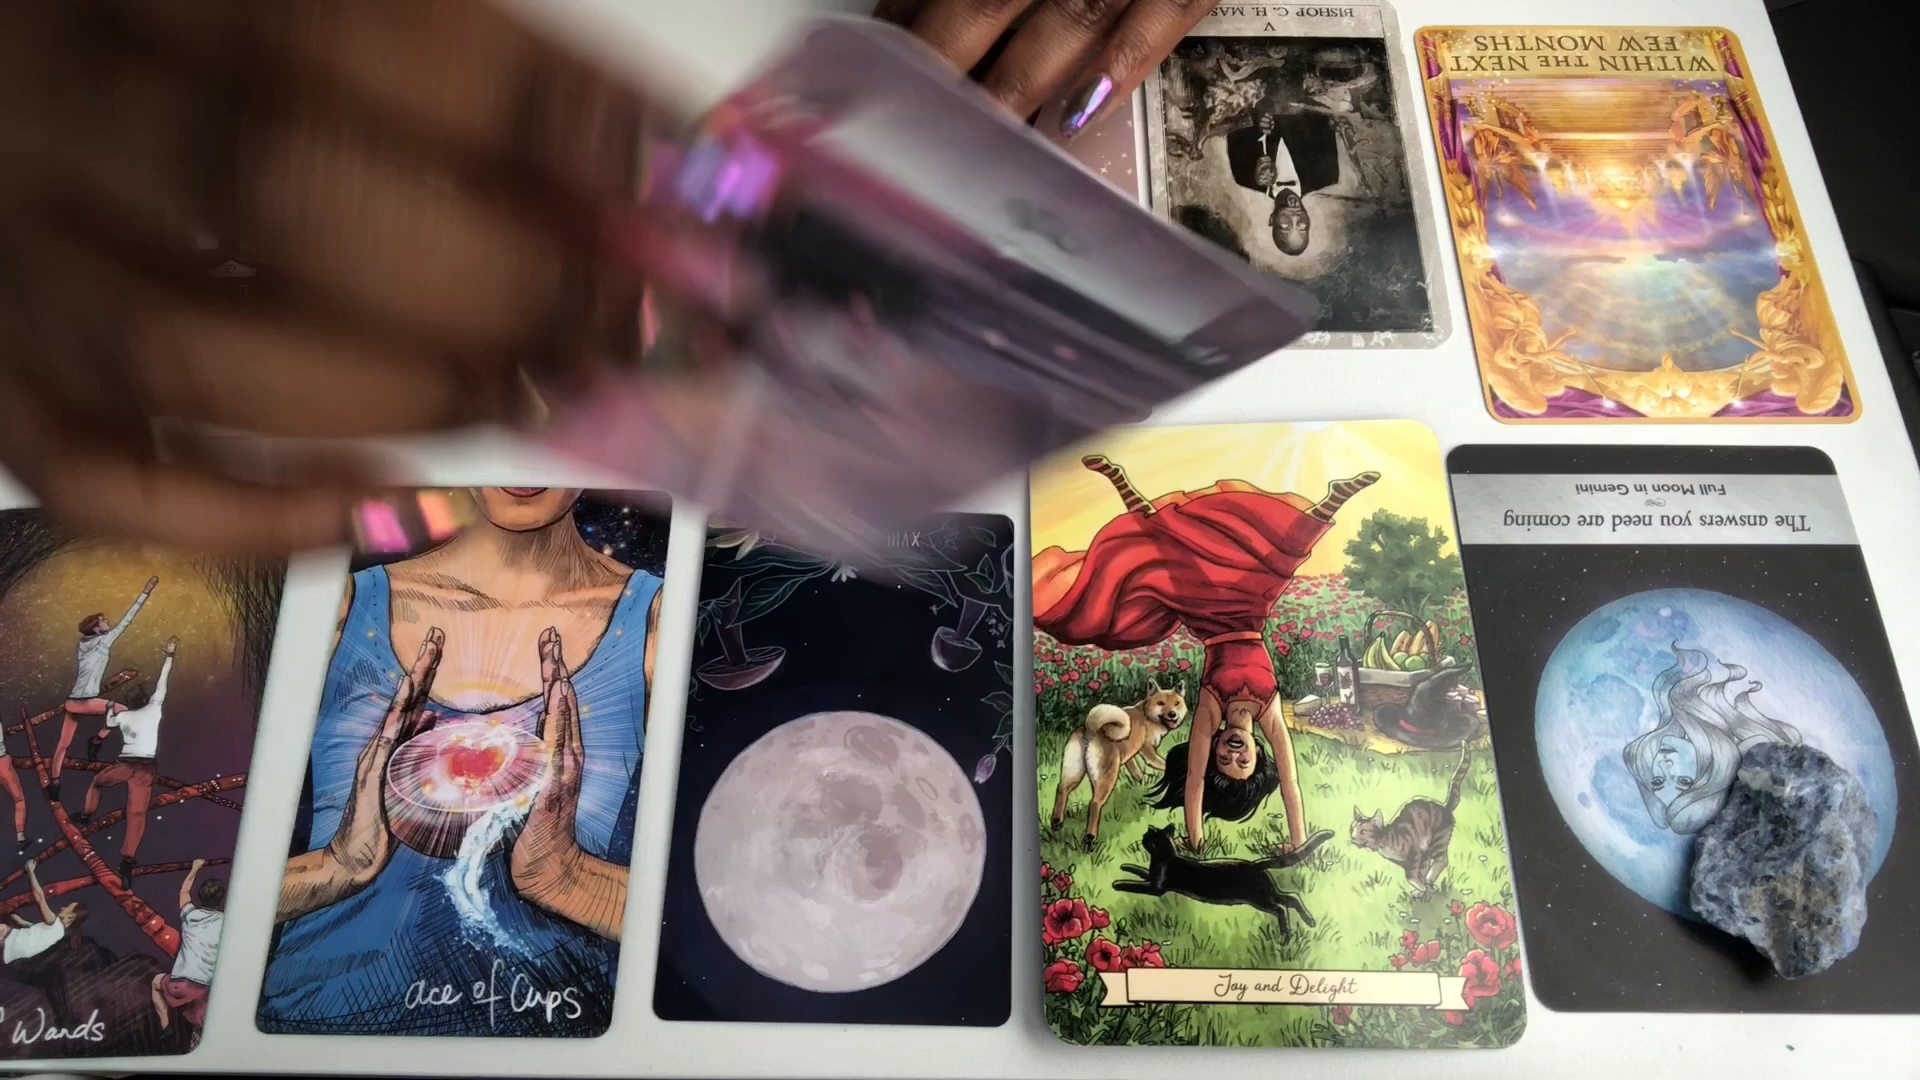 BISHOP C. H. MAS
V
WITHIN THE NEXT
FEW MONTHS
XVIII
The answers you need are coming
Full Moon in Gemini
Joy and Delight
ace of Cups
Wands